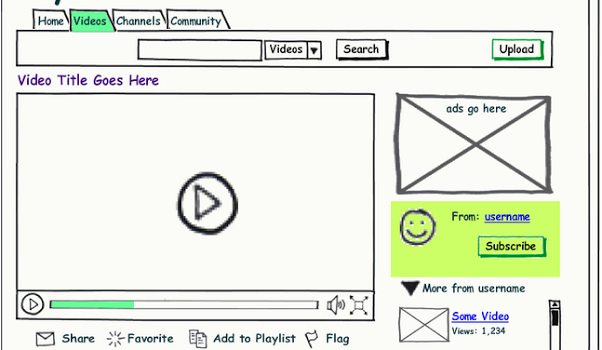 Home Videos Channels Community
Videos Search Upload
Video Title Goes Here
ads go here
From: username
Subscribe
More from username
Some Video
Views: 1,234
Share Favorite Add to Playlist Flag